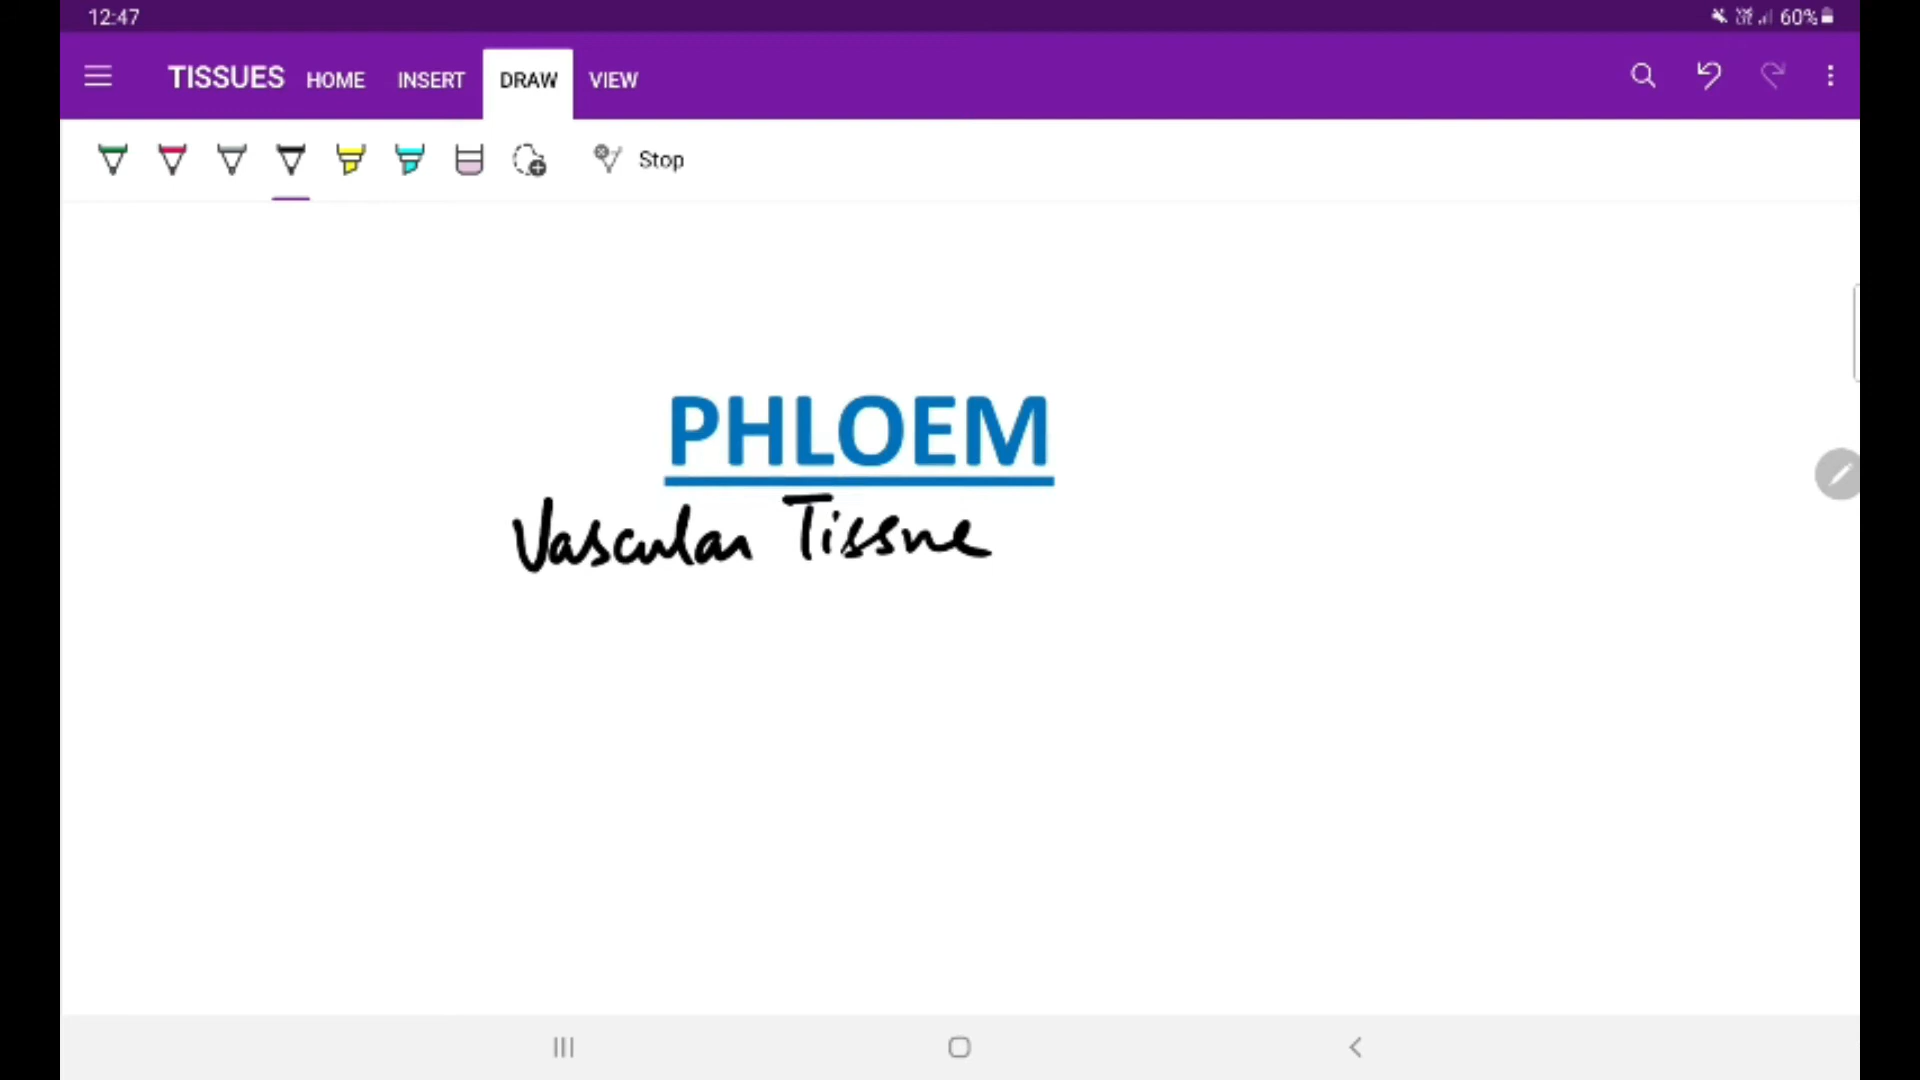 12:47
60%
TISSUES HOME INSERT DRAW VIEW
Stop
PHLOEM
Vascular Tissue